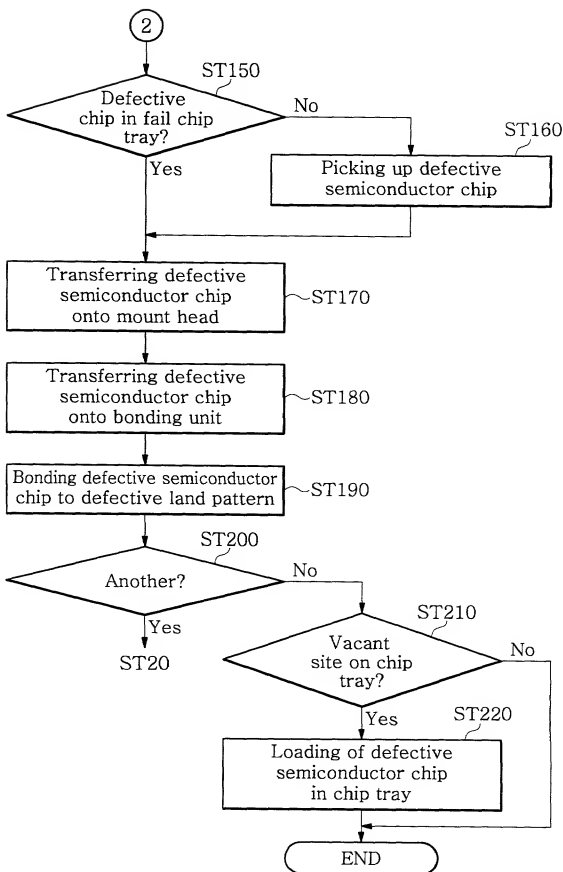 2
ST150
Defective
chip in fail chip
tray?
No
ST160
Yes
Picking up defective
semiconductor chip
Transferring defective
semiconductor chip
onto mount head
ST170
Transferring defective
semiconductor chip
onto bonding unit
ST180
Bonding defective semiconductor
chip to defective land pattern
ST190
ST200
Another?
No
Yes
ST20
ST210
Vacant
site on chip
tray?
No
Yes
ST220
Loading of defective
semiconductor chip
in chip tray
END